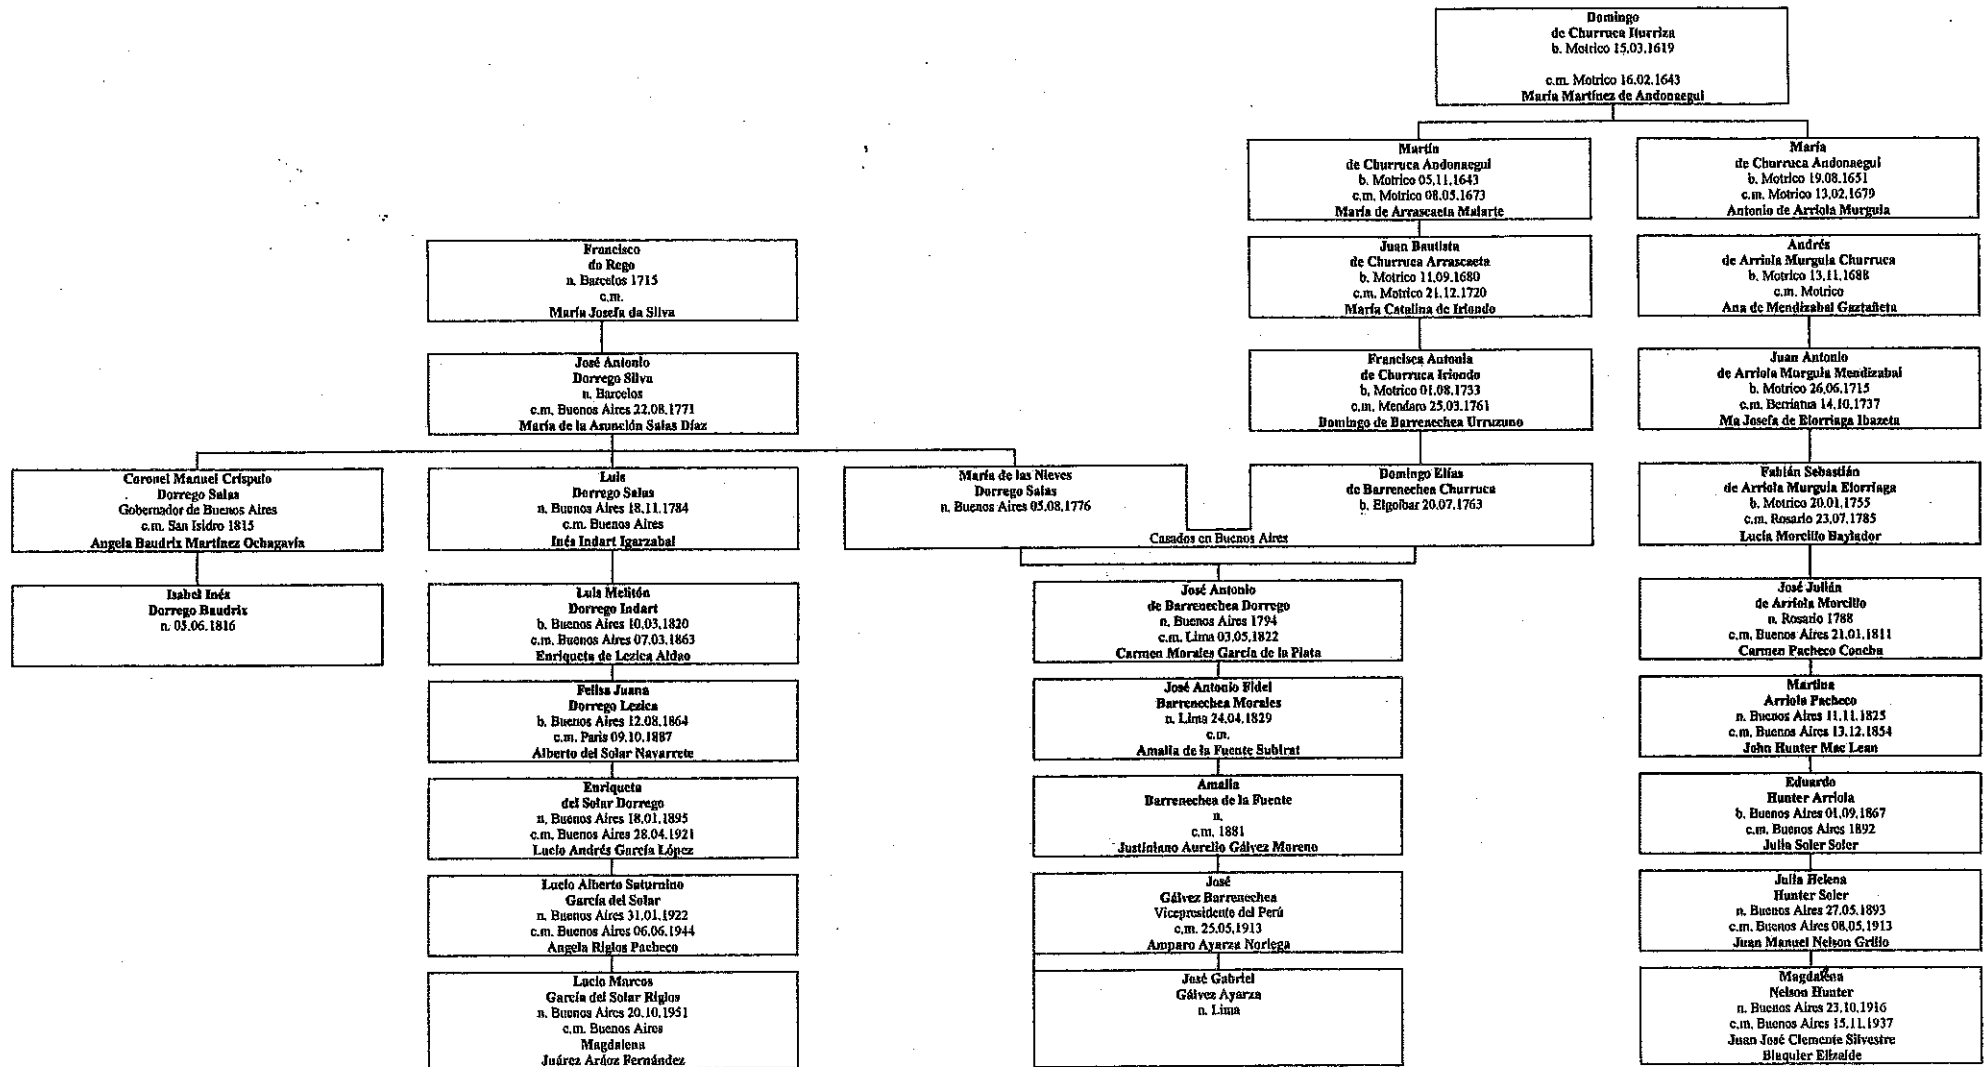 Domingo
de Churruca Iturriza
b. Motrico 15.03.1619
c.m. Motrico 16.02.1643
María Martínez de Andonaegui
Martín
de Churruca Andonaegui
b. Motrico 05.11.1643
c.m. Motrico 08.05.1673
María de Arrascaeta Malarte
María
de Churruca Andonaegui
b. Motrico 19.08.1651
c.m. Motrico 13.02.1679
Antonio de Arriola Murguia
Francisco
do Rego
n. Barcelos 1715
c.m.
María Josefa da Silva
Juan Bautista
de Churruca Arrascaeta
b. Motrico 11.09.1680
c.m. Motrico 21.12.1720
María Catalina de Iriondo
Andrés
de Arriola Murguia Churruca
b. Motrico 13.11.1688
c.m. Motrico
Ana de Mendizabal Gaztañeta
José Antonio
Dorrego Silva
n. Barcelos
c.m. Buenos Aires 22.08.1771
María de la Asunción Salas Díaz
Francisca Antonia
de Churruca Iriondo
b. Motrico 01.08.1733
c.m. Mendaro 25.03.1761
Domingo de Barrenechea Urruzuno
Juan Antonio
de Arriola Murguia Mendizabal
b. Motrico 26.06.1715
c.m. Berriatua 14.10.1737
Ma Josefa de Elorriaga Ibazeta
Coronel Manuel Críspulo
Dorrego Salas
Gobernador de Buenos Aires
c.m. San Isidro 1815
Angela Baudrix Martínez Ochagavía
Luis
Dorrego Salas
n. Buenos Aires 18.11.1784
c.m. Buenos Aires
Inés Indart Igarzabal
María de las Nieves
Dorrego Salas
n. Buenos Aires 05.08.1776
Domingo Elías
de Barrenechea Churruca
b. Elgoibar 20.07.1763
Casados en Buenos Aires
Fabián Sebastián
de Arriola Murguia Elorriaga
b. Motrico 20.01.1755
c.m. Rosario 23.07.1785
Lucía Morcillo Baylador
Isabel Inés
Dorrego Baudrix
n. 03.06.1816
Luis Melitón
Dorrego Indart
b. Buenos Aires 10.03.1820
c.m. Buenos Aires 07.03.1863
Enriqueta de Lezica Aldao
José Antonio
de Barrenechea Dorrego
n. Buenos Aires 1794
c.m. Lima 03.05.1822
Carmen Morales García de la Plata
José Julián
de Arriola Morcillo
n. Rosario 1788
c.m. Buenos Aires 21.01.1811
Carmen Pacheco Concha
Felisa Juana
Dorrego Lezica
b. Buenos Aires 12.08.1864
c.m. Paris 09.10.1887
Alberto del Solar Navarrete
José Antonio Fidel
Barrenechea Morales
n. Lima 24.04.1829
c.m.
Amalia de la Fuente Subirat
Martina
Arriola Pacheco
n. Buenos Aires 11.11.1825
c.m. Buenos Aires 13.12.1854
John Hunter Mac Lean
Enriqueta
del Solar Dorrego
n. Buenos Aires 18.01.1895
c.m. Buenos Aires 28.04.1921
Lucio Andrés García López
Amalia
Barrenechea de la Fuente
n.
c.m. 1881
Justiniano Aurelio Gálvez Moreno
Eduardo
Hunter Arriola
b. Buenos Aires 01.09.1867
c.m. Buenos Aires 1892
Julia Soler Soler
Lucio Alberto Saturnino
García del Solar
n. Buenos Aires 31.01.1922
c.m. Buenos Aires 06.06.1944
Angela Riglos Pacheco
José
Gálvez Barrenechea
Vicepresidente del Perú
c.m. 25.05.1913
Amparo Ayarza Noriega
Julia Helena
Hunter Soler
n. Buenos Aires 27.05.1893
c.m. Buenos Aires 08.05.1913
Juan Manuel Nelson Grillo
Lucio Marcos
García del Solar Riglos
n. Buenos Aires 20.10.1951
c.m. Buenos Aires
Magdalena
Juárez Aráoz Fernández
José Gabriel
Gálvez Ayarza
n. Lima
Magdalena
Nelson Hunter
n. Buenos Aires 23.10.1916
c.m. Buenos Aires 15.11.1937
Juan José Clemente Silvestre
Blaquier Elizalde